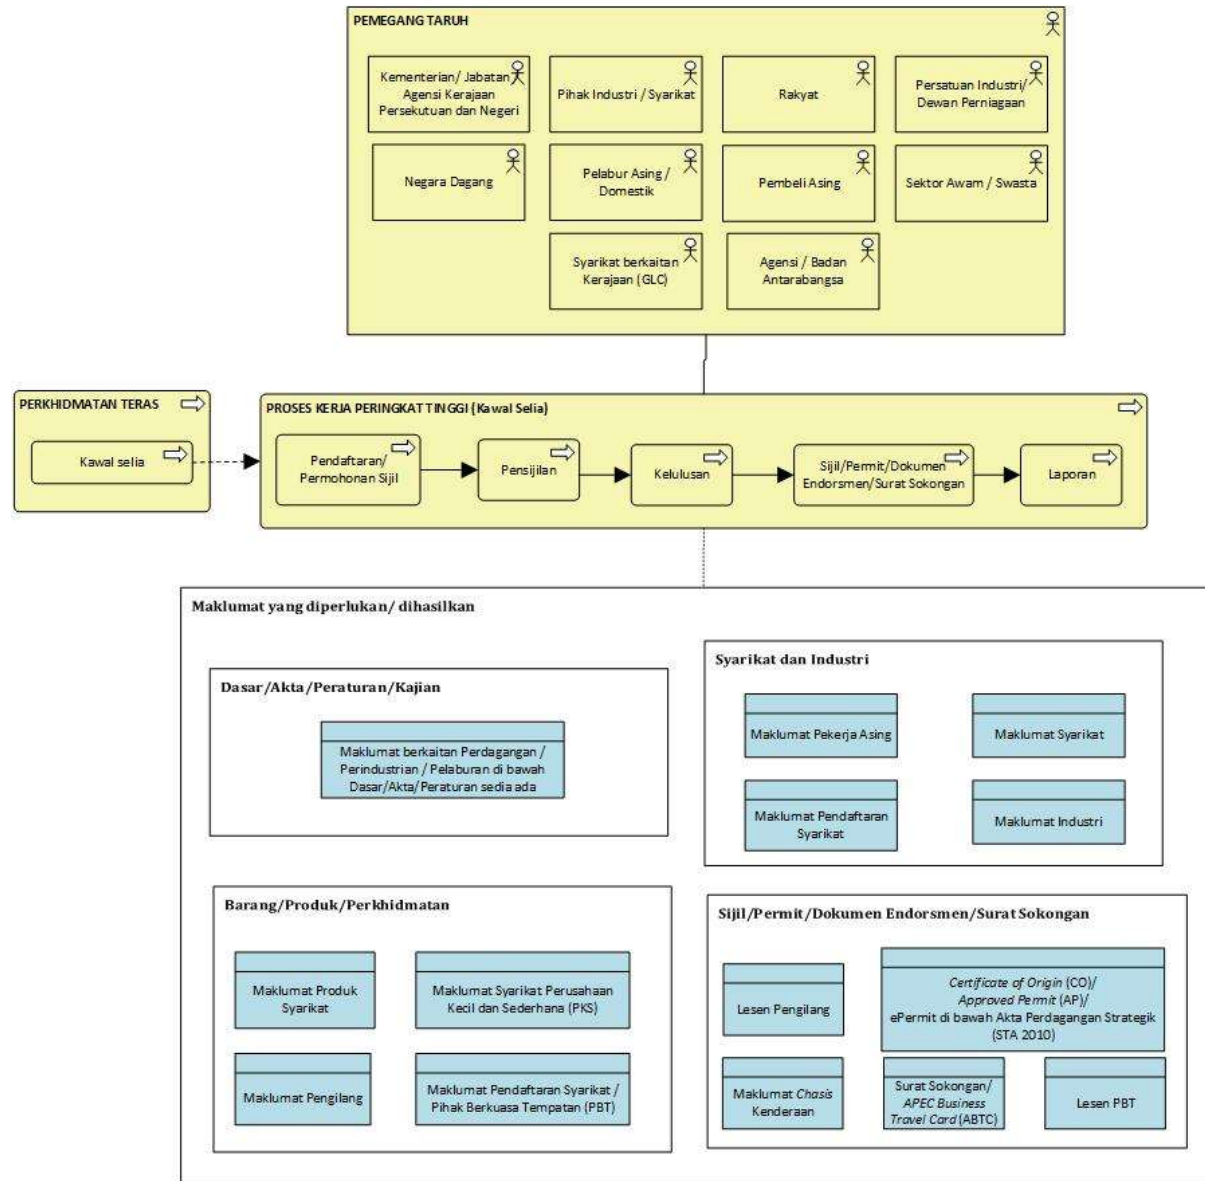 PEMEGANG TARUH
Kementerian/ Jabatan
Agensi Kerajaan
Persekutuan dan Negeri
Pihak Industri / Syarikat
Rakyat
Persatuan Industri/
Dewan Perniagaan
Negara Dagang
Pelabur Asing /
Domestik
Pembeli Asing
Sektor Awam / Swasta
Syarikat berkaitan
Kerajaan (GLC)
Agensi / Badan
Antarabangsa
PERKHIDMATAN TERAS
Kawal selia
PROSES KERJA PERINGKAT TINGGI (Kawal Selia)
Pendaftaran/
Permohonan Sijil
Pensijilan
Kelulusan
Sijil/Permit/Dokumen
Endorsmen/Surat Sokongan
Laporan
Maklumat yang diperlukan/ dihasilkan
Dasar/Akta/Peraturan/Kajian
Maklumat berkaitan Perdagangan /
Perindustrian / Pelaburan di bawah
Dasar/Akta/Peraturan sedia ada
Syarikat dan Industri
Maklumat Pekerja Asing
Maklumat Syarikat
Maklumat Pendaftaran
Syarikat
Maklumat Industri
Barang/Produk/Perkhidmatan
Maklumat Produk
Syarikat
Maklumat Syarikat Perusahaan
Kecil dan Sederhana (PKS)
Maklumat Pengilang
Maklumat Pendaftaran Syarikat /
Pihak Berkuasa Tempatan (PBT)
Sijil/Permit/Dokumen Endorsmen/Surat Sokongan
Lesen Pengilang
Certificate of Origin (CO)/
Approved Permit (AP)/
ePermit di bawah Akta Perdagangan Strategik
(STA 2010)
Maklumat Chasis
Kenderaan
Surat Sokongan/
APEC Business
Travel Card (ABTC)
Lesen PBT